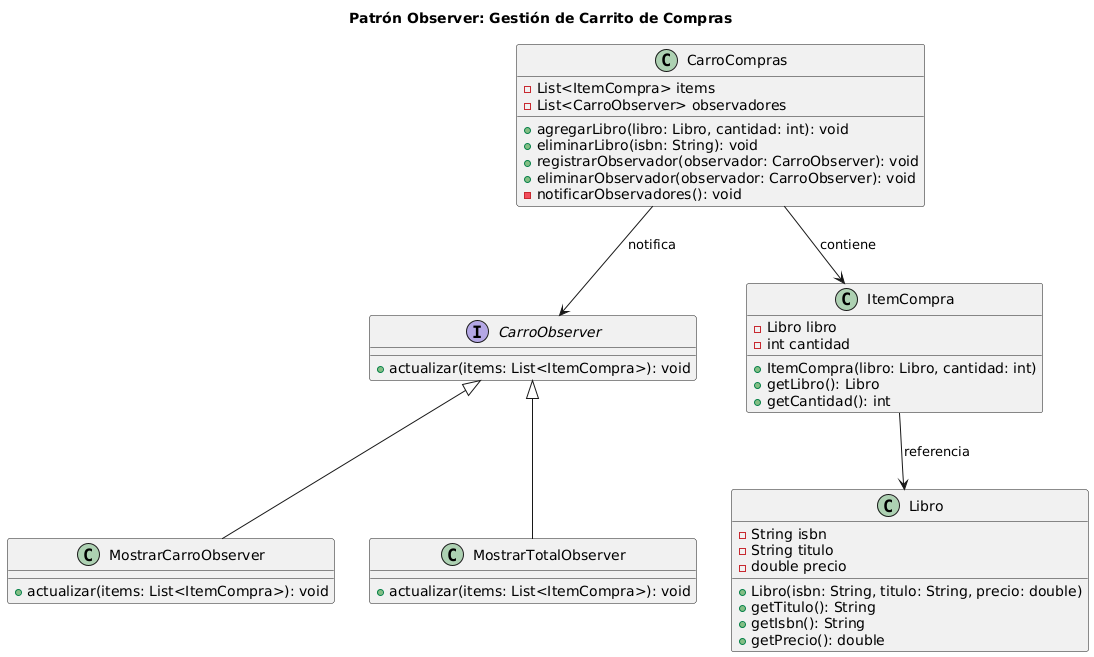 Patrón Observer: Gestión de Carrito de Compras
C CarroCompras
List<ItemCompra> items
List<CarroObserver> observadores
agregarLibro(libro: Libro, cantidad: int): void
eliminarLibro(isbn: String): void
registrarObservador(observador: CarroObserver): void
eliminarObservador(observador: CarroObserver): void
notificarObservadores(): void
notifica
contiene
I CarroObserver
actualizar(items: List<ItemCompra>): void
C ItemCompra
Libro libro
int cantidad
ItemCompra(libro: Libro, cantidad: int)
getLibro(): Libro
getCantidad(): int
referencia
C MostrarCarroObserver
actualizar(items: List<ItemCompra>): void
C MostrarTotalObserver
actualizar(items: List<ItemCompra>): void
C Libro
String isbn
String titulo
double precio
Libro(isbn: String, titulo: String, precio: double)
getTitulo(): String
getIsbn(): String
getPrecio(): double